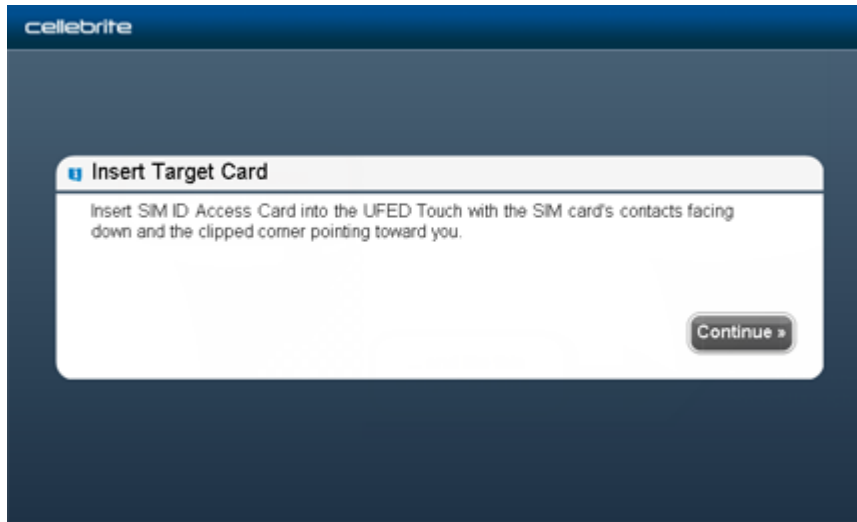 cellebrite
Insert Target Card
Insert SIM ID Access Card into the UFED Touch with the SIM card's contacts facing
down and the clipped corner pointing toward you.
Continue »